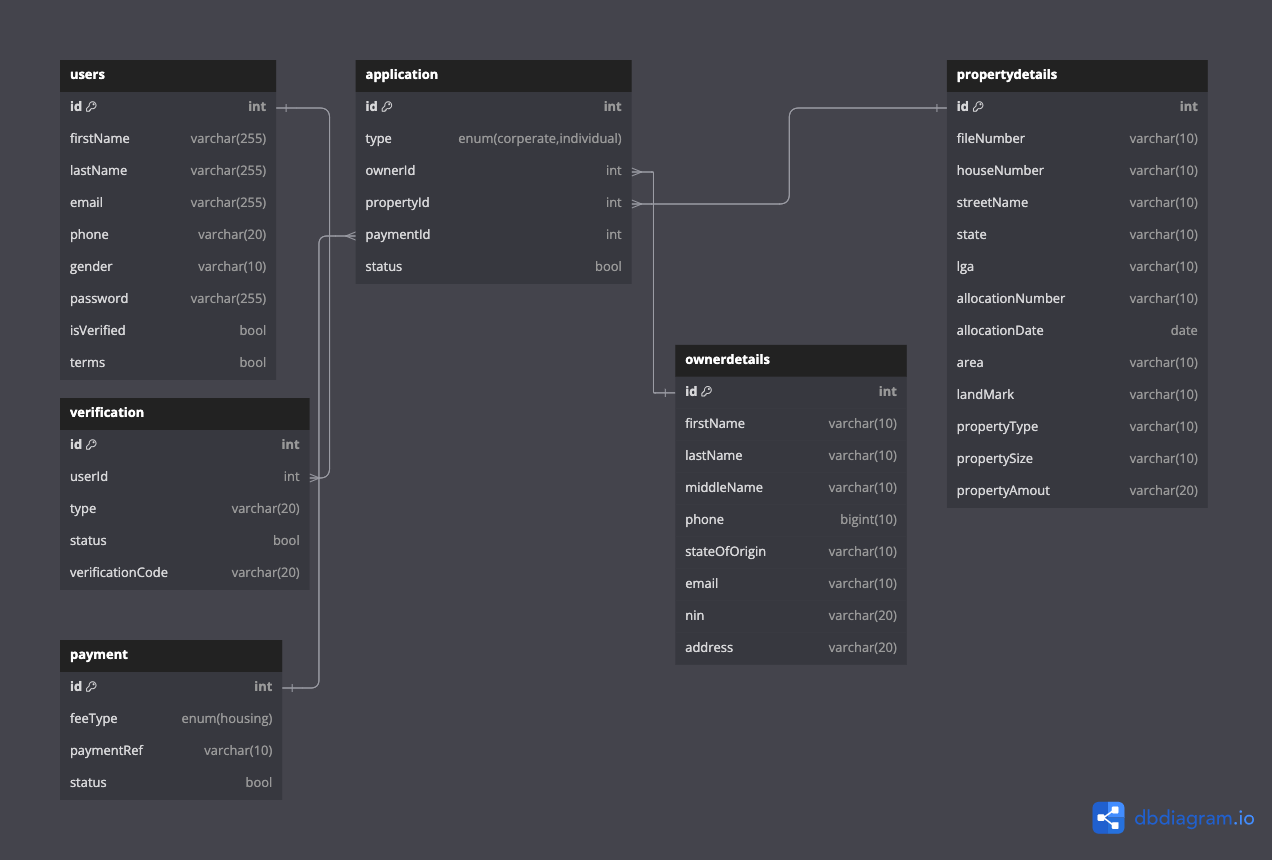 users
id int
firstName varchar(255)
lastName varchar(255)
email varchar(255)
phone varchar(20)
gender varchar(10)
password varchar(255)
isVerified bool
terms bool
verification
id int
userId int
type varchar(20)
status bool
verificationCode varchar(20)
payment
id int
feeType enum(housing)
paymentRef varchar(10)
status bool
application
id int
type enum(corperate,individual)
ownerId int
propertyId int
paymentId int
status bool
ownerdetails
id int
firstName varchar(10)
lastName varchar(10)
middleName varchar(10)
phone bigint(10)
stateOfOrigin varchar(10)
email varchar(10)
nin varchar(20)
address varchar(20)
propertydetails
id int
fileNumber varchar(10)
houseNumber varchar(10)
streetName varchar(10)
state varchar(10)
lga varchar(10)
allocationNumber varchar(10)
allocationDate date
area varchar(10)
landMark varchar(10)
propertyType varchar(10)
propertySize varchar(10)
propertyAmout varchar(20)
dbdiagram.io